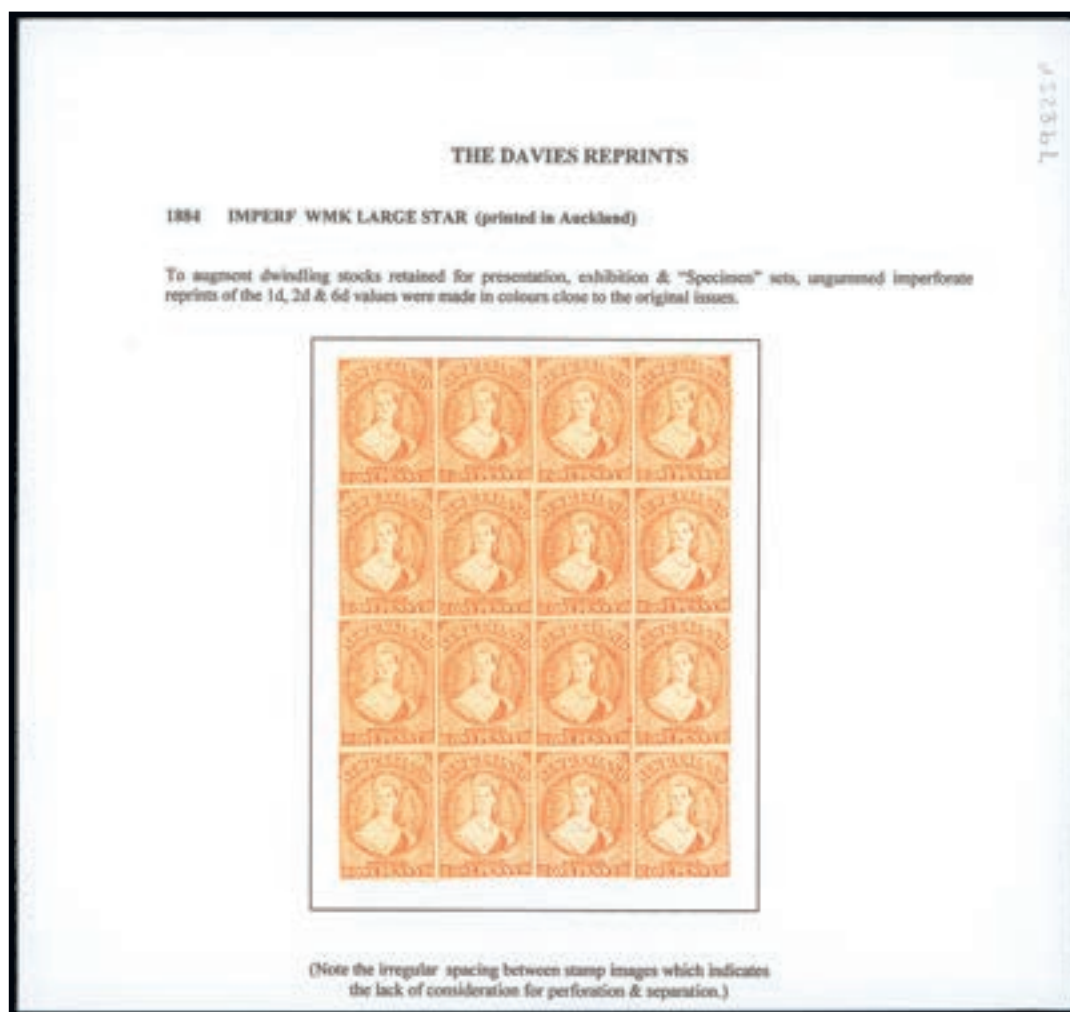 THE DAVIES REPRINTS
1884 IMPERF WMK LARGE STAR (printed in Auckland)
To augment dwindling stocks retained for presentation, exhibition & "Specimen" sets, ungummed imperforate
reprints of the 1d, 2d & 6d values were made in colours close to the original issues.
(Note the irregular spacing between stamp images which indicates
the lack of consideration for perforation & separation.)